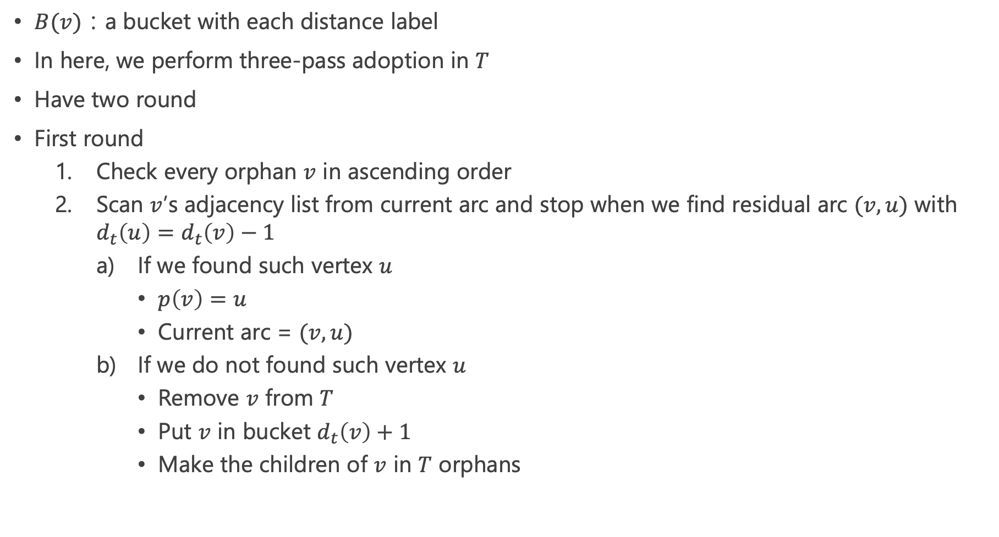 • B(v) : a bucket with each distance label
• In here, we perform three-pass adoption in T
• Have two round
• First round
1. Check every orphan v in ascending order
2. Scan v's adjacency list from current arc and stop when we find residual arc (v, u) with
dₜ(u) = dₜ(v) − 1
a) If we found such vertex u
• p(v) = u
• Current arc = (v, u)
b) If we do not found such vertex u
• Remove v from T
• Put v in bucket dₜ(v) + 1
• Make the children of v in T orphans